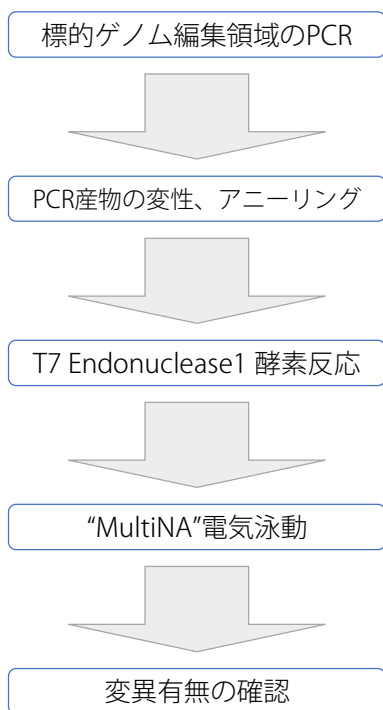 標的ゲノム編集領域のPCR
PCR産物の変性、アニーリング
T7 Endonuclease1 酵素反応
“MultiNA”電気泳動
変異有無の確認